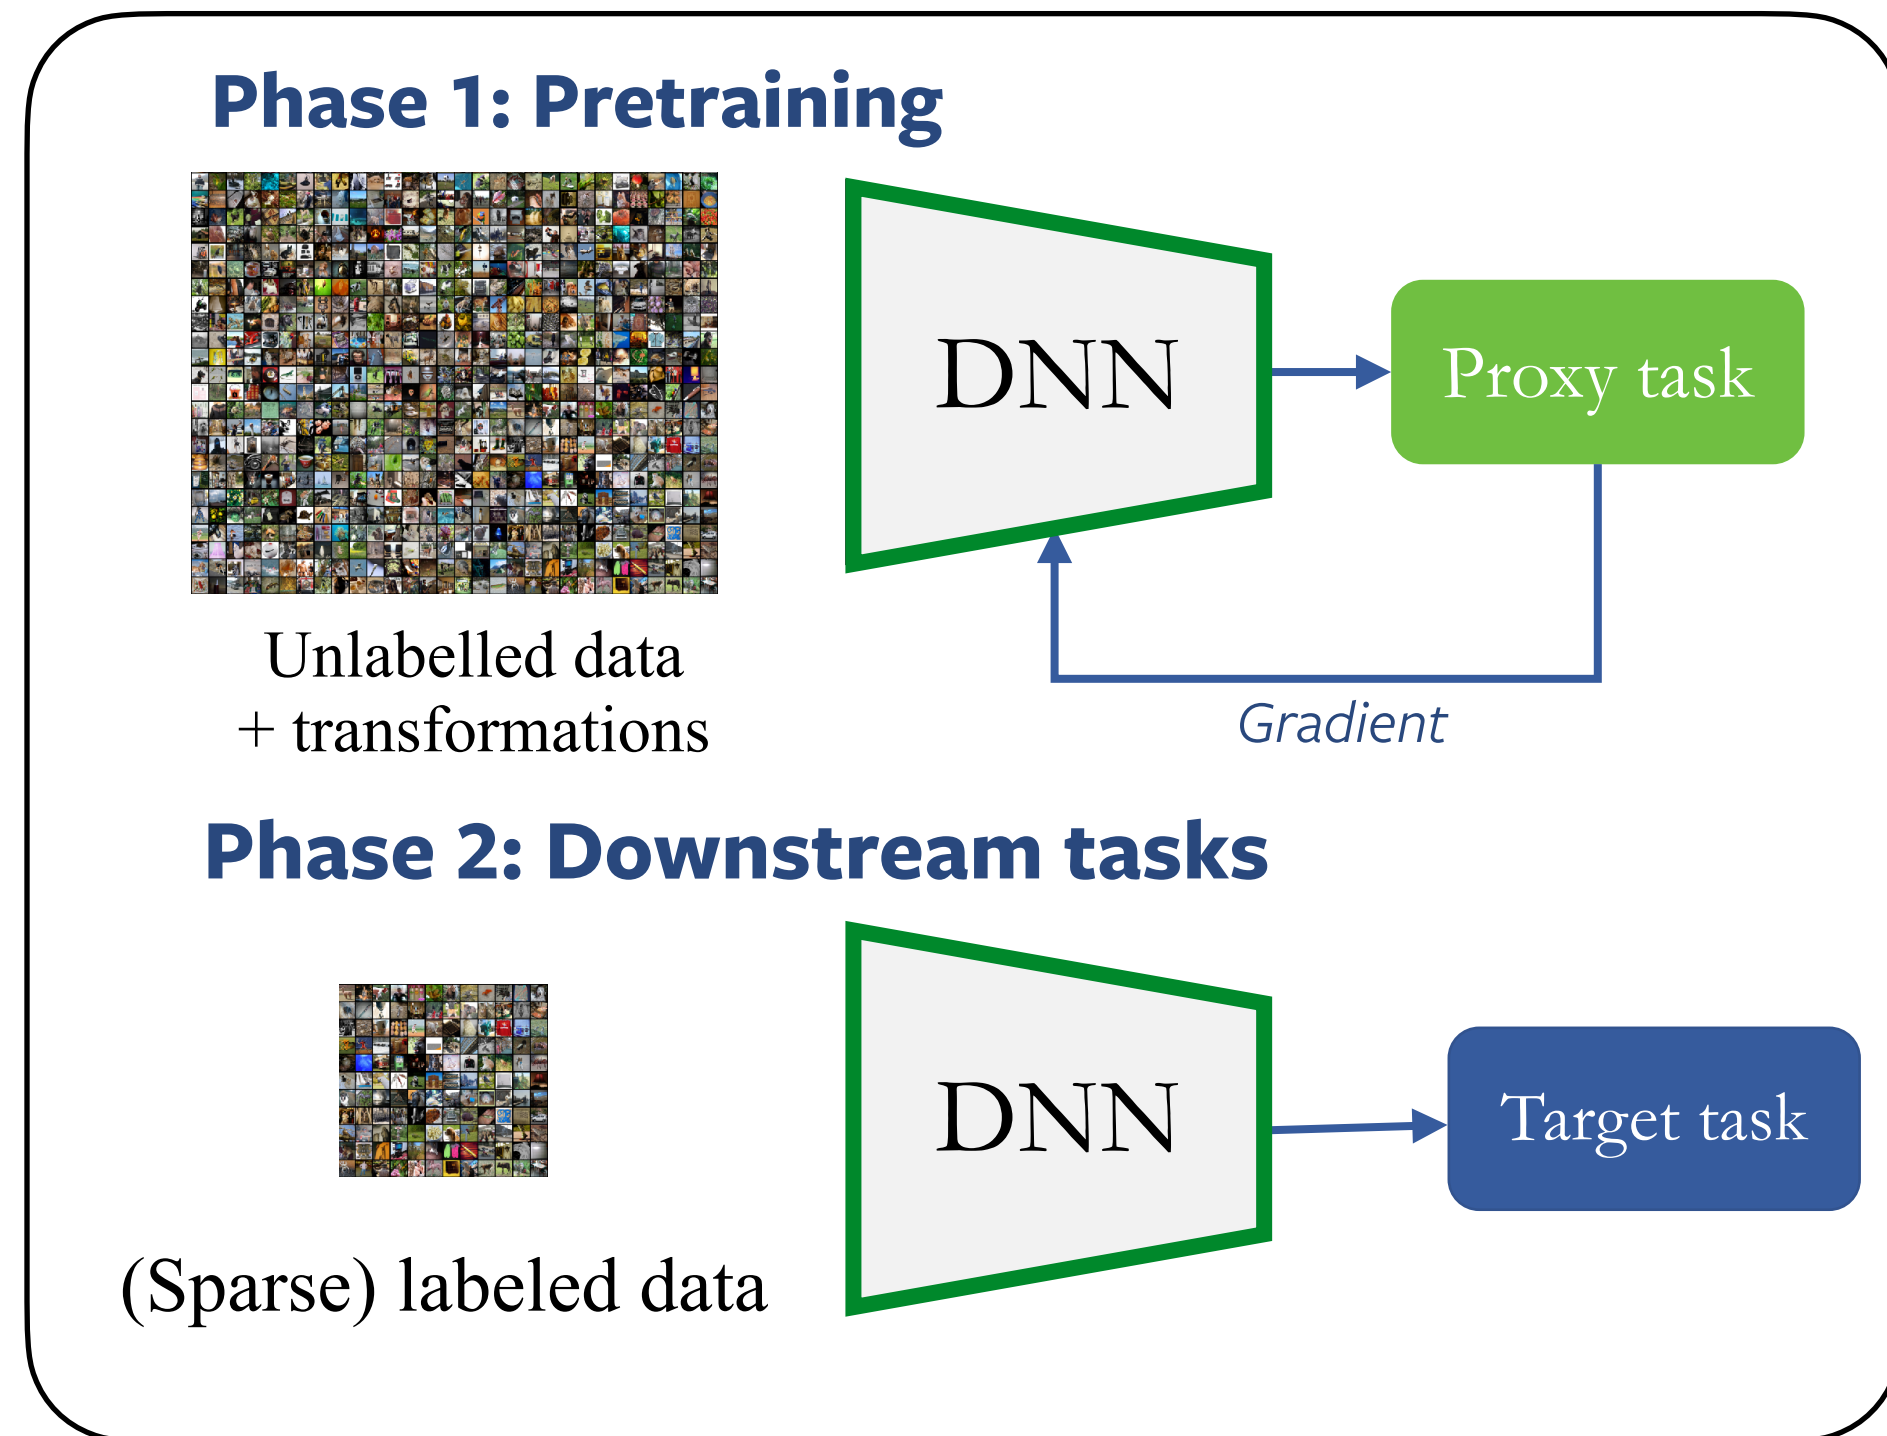 Phase 1: Pretraining
DNN
Proxy task
Unlabelled data
+ transformations
Gradient
Phase 2: Downstream tasks
DNN
Target task
(Sparse) labeled data